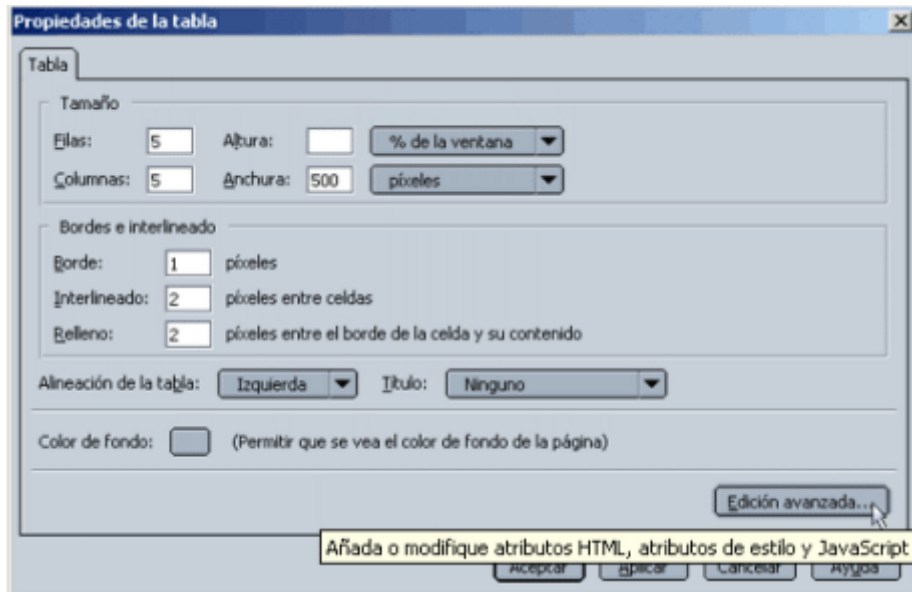 Propiedades de la tabla
Tabla
Tamaño
Filas: 5 Altura: % de la ventana
Columnas: 5 Anchura: 500 píxeles
Bordes e interlineado
Borde: 1 píxeles
Interlineado: 2 píxeles entre celdas
Relleno: 2 píxeles entre el borde de la celda y su contenido
Alineación de la tabla: Izquierda Título: Ninguno
Color de fondo: (Permitir que se vea el color de fondo de la página)
Edición avanzada...
Añada o modifique atributos HTML, atributos de estilo y JavaScript
Aceptar Aplicar Cancelar Ayuda